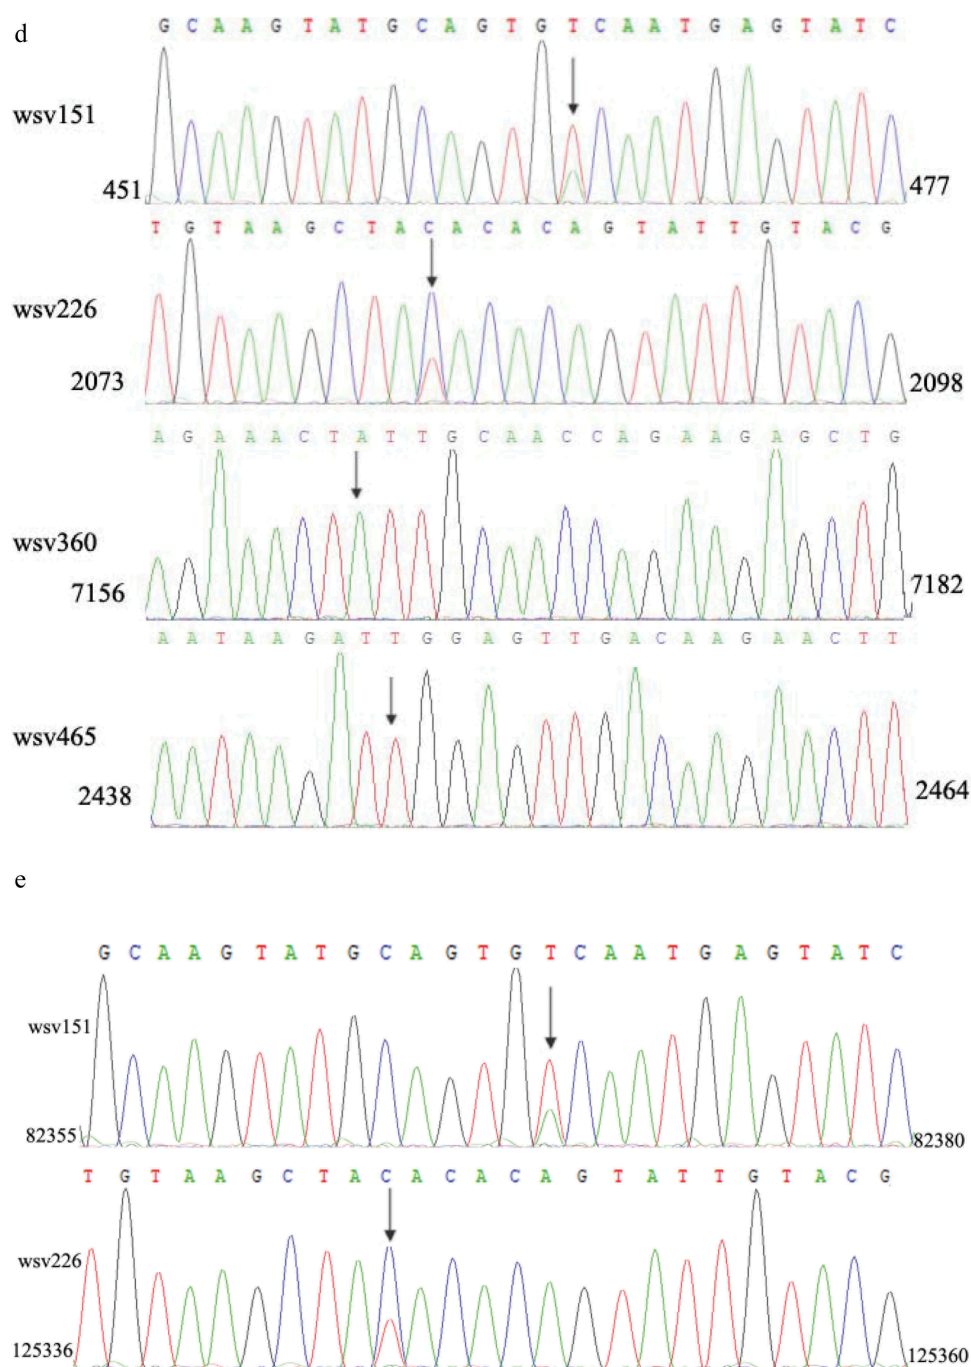 d
G C A A G T A T G C A G T G T C A A T G A G T A T C
wsv151
451
477
T G T A A G C T A C A C A C A G T A T T G T A C G
wsv226
2073
2098
A G A A A C T A T T G C A A C C A G A A G A G C T G
wsv360
7156
7182
A A T A A G A T T G G A G T T G A C A A G A A C T T
wsv465
2438
2464
e
G C A A G T A T G C A G T G T C A A T G A G T A T C
wsv151
82355
82380
T G T A A G C T A C A C A C A G T A T T G T A C G
wsv226
125336
125360